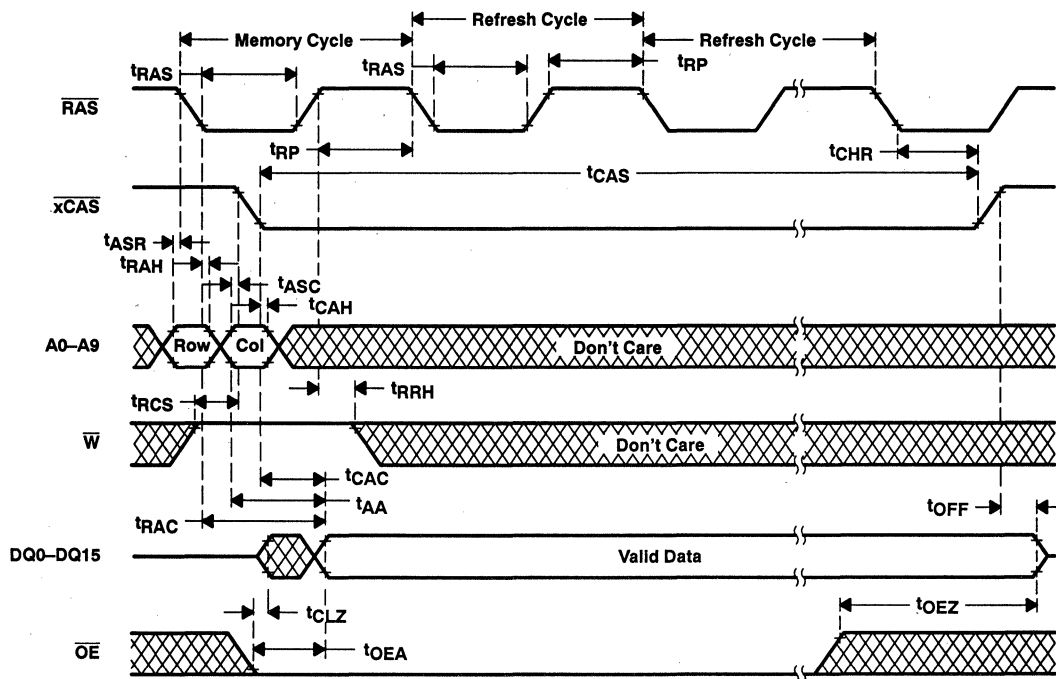 Refresh Cycle
Memory Cycle
Refresh Cycle
tRAS
tRAS
tRP
RAS
tRP
tCHR
tCAS
xCAS
tASR
tRAH
tASC
tCAH
A0–A9
Row
Col
Don't Care
tRRH
tRCS
W
Don't Care
tCAC
tAA
tRAC
tOFF
DQ0–DQ15
Valid Data
tCLZ
tOEZ
tOEA
OE